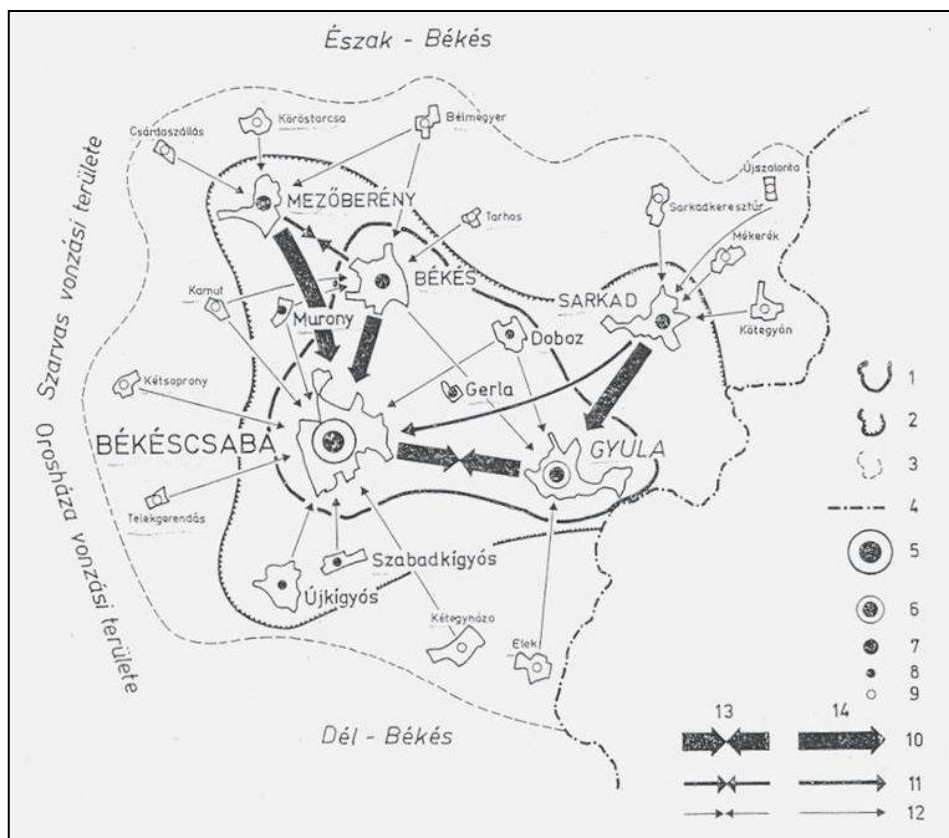 Észak - Békés
Csárdaszállás
Köröstarcsa
Bélmegyer
MEZŐBERÉNY
Tarhos
Újszalonta
Sarkadkeresztúr
Mékerék
BÉKÉS
SARKAD
Kötegyán
Kamut
Murony
Doboz
Szarvas vonzási területe
Kétsoprony
Gerla
BÉKÉSCSABA
GYULA
Orosháza vonzási területe
Telekgerendás
Szabadkígyós
Újkígyós
Kétegyháza
Elek
Dél - Békés
1
2
3
4
5
6
7
8
9
13 14
10
11
12